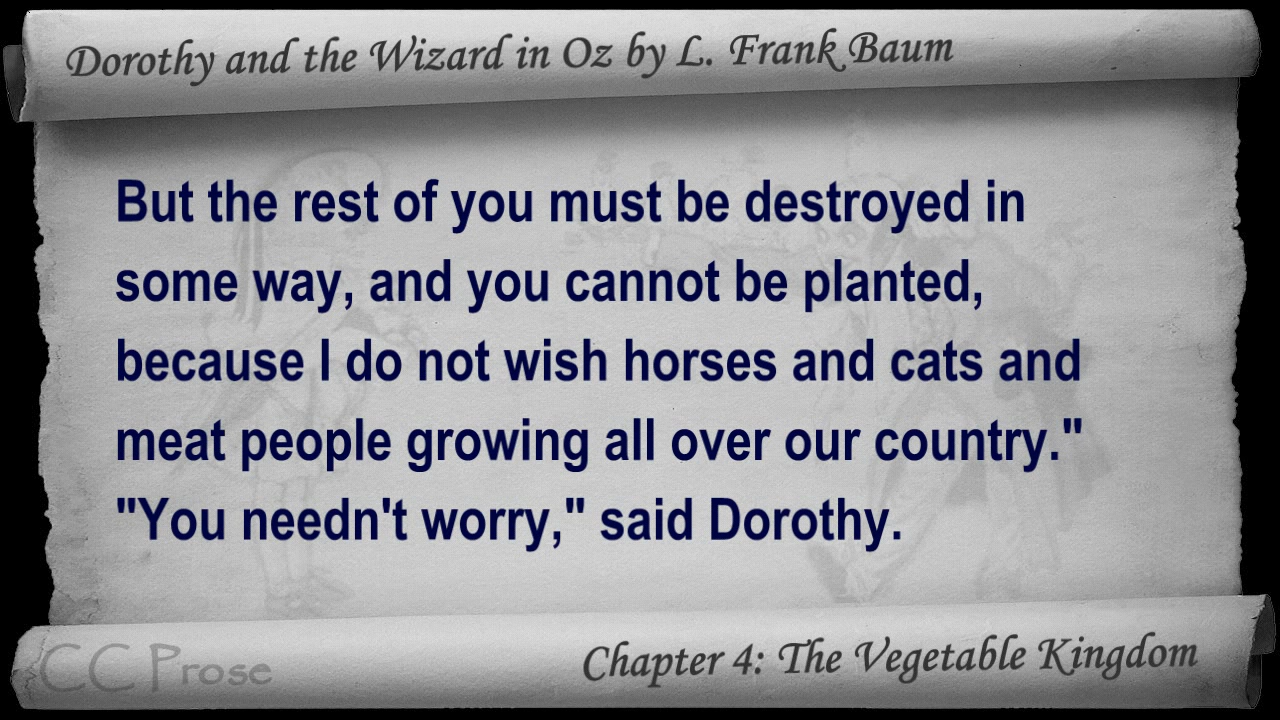 Dorothy and the Wizard in Oz by L. Frank Baum
But the rest of you must be destroyed in
some way, and you cannot be planted,
because I do not wish horses and cats and
meat people growing all over our country."
"You needn't worry," said Dorothy.
CC Prose
Chapter 4: The Vegetable Kingdom